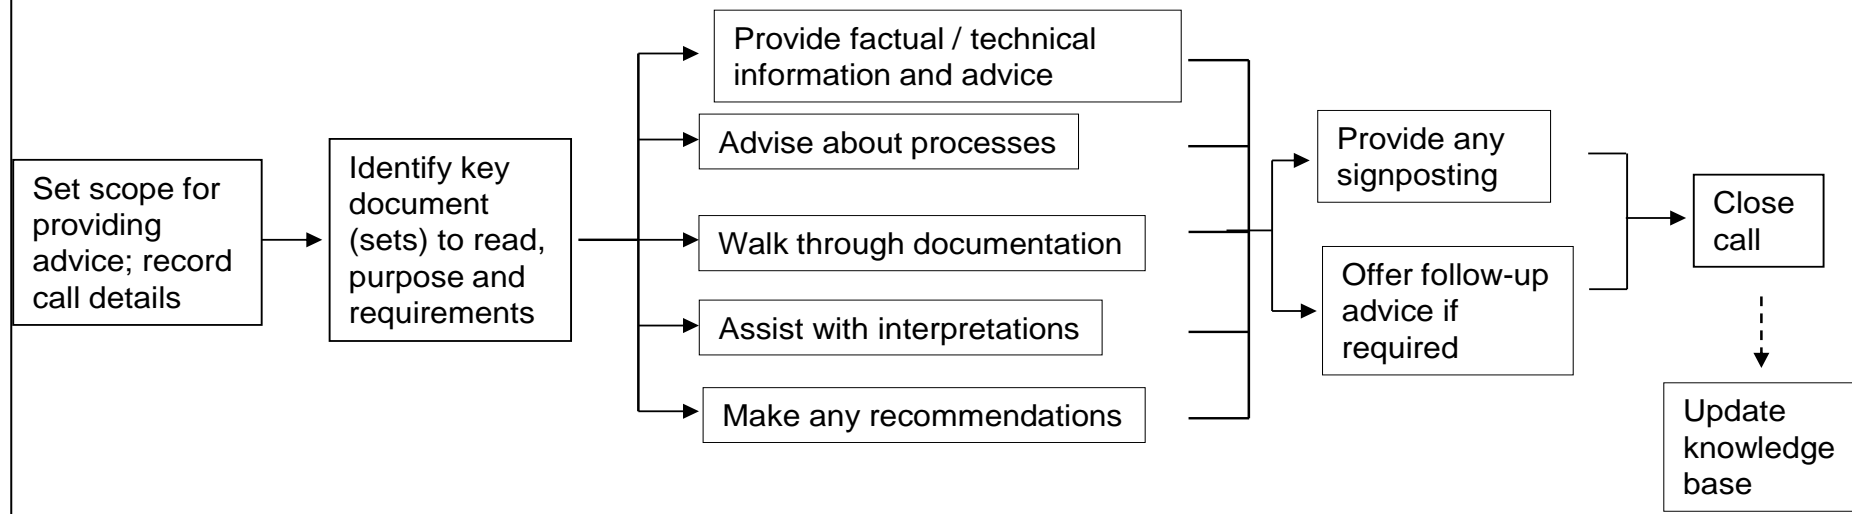 Set scope for
providing
advice; record
call details
Identify key
document
(sets) to read,
purpose and
requirements
Provide factual / technical
information and advice
Advise about processes
Walk through documentation
Assist with interpretations
Make any recommendations
Provide any
signposting
Offer follow-up
advice if
required
Close
call
Update
knowledge
base